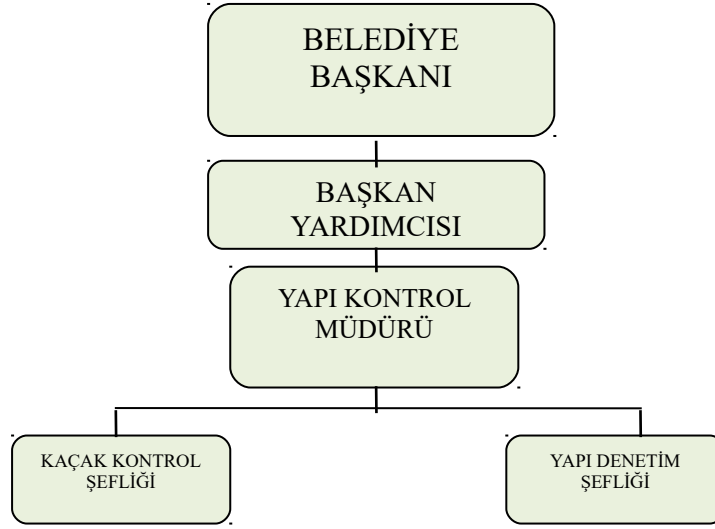 BELEDİYE
BAŞKANI
BAŞKAN
YARDIMCISI
YAPI KONTROL
MÜDÜRÜ
KAÇAK KONTROL
ŞEFLİĞİ
YAPI DENETİM
ŞEFLİĞİ